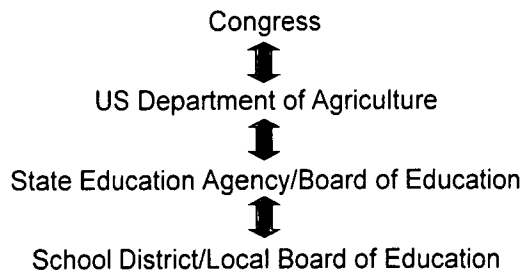 Congress
US Department of Agriculture
State Education Agency/Board of Education
School District/Local Board of Education